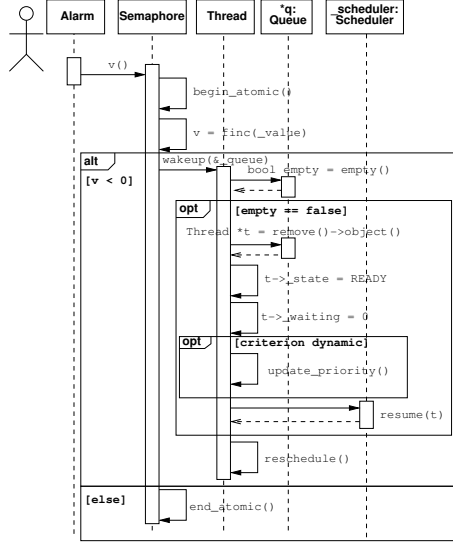 Alarm
Semaphore
Thread
*q:
Queue
_scheduler:
Scheduler
v()
begin_atomic()
v = finc(_value)
alt
wakeup(&_queue)
bool empty = empty()
[v < 0]
opt
[empty == false]
Thread *t = remove()->object()
t->_state = READY
t->_waiting = 0
opt
[criterion dynamic]
update_priority()
resume(t)
reschedule()
[else]
end_atomic()